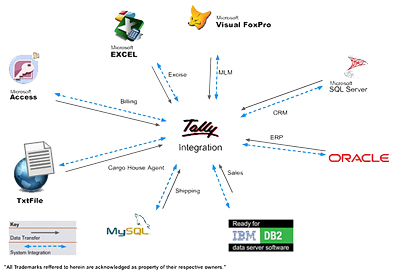 Microsoft
Visual FoxPro
Microsoft
EXCEL
Excise
MLM
Microsoft
SQL Server
Microsoft
Access
Billing
CRM
Tally
Integration
ERP
ORACLE
TxtFile
Cargo House Agent
Sales
Shipping
Key
Data Transfer
System Integration
MySQL
Ready for
IBM DB2
data server software
"All Trademarks reffered to herein are acknowledged as property of their respective owners."